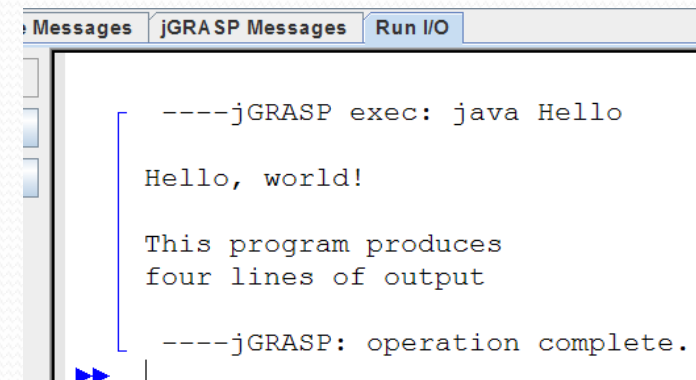 Messages jGRASP Messages Run I/O
----jGRASP exec: java Hello
Hello, world!
This program produces
four lines of output
----jGRASP: operation complete.